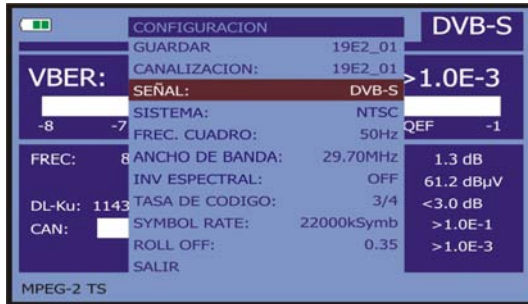 CONFIGURACION
DVB-S
GUARDAR 19E2_01
CANALIZACION: 19E2_01
VBER: >1.0E-3
SEÑAL: DVB-S
SISTEMA: NTSC
-8 -7 QEF -1
FREC. CUADRO: 50Hz
FREC: 8 ANCHO DE BANDA: 29.70MHz 1.3 dB
INV ESPECTRAL: OFF 61.2 dBµV
DL-Ku: 1143 TASA DE CODIGO: 3/4 <3.0 dB
CAN: SYMBOL RATE: 22000kSymb >1.0E-1
ROLL OFF: 0.35 >1.0E-3
SALIR
MPEG-2 TS